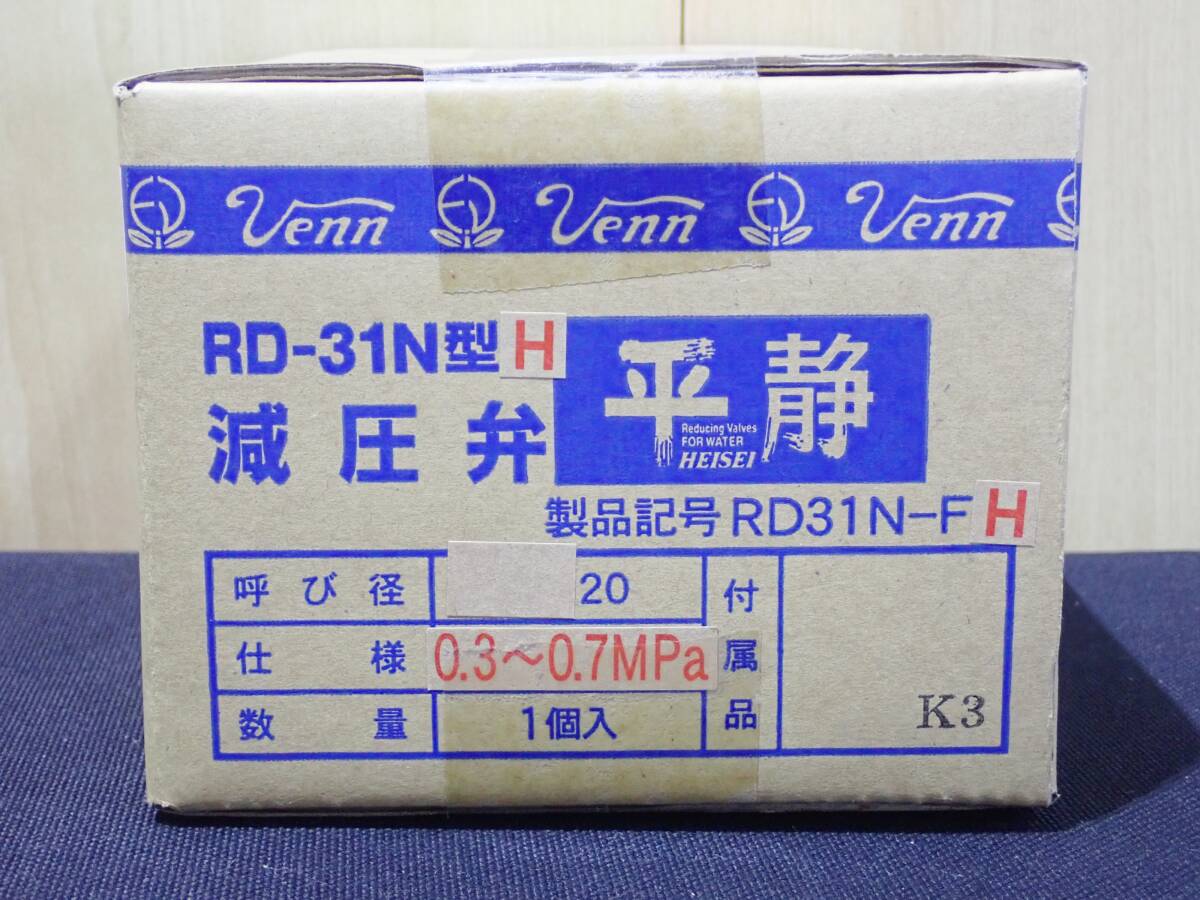 Venn Venn Venn
RD-31N型H
減圧弁
平静
Reducing Valves
FOR WATER
HEISEI
製品記号 RD31N-FH
呼び径 20 付属品
仕様 0.3～0.7MPa
数量 1個入
K3